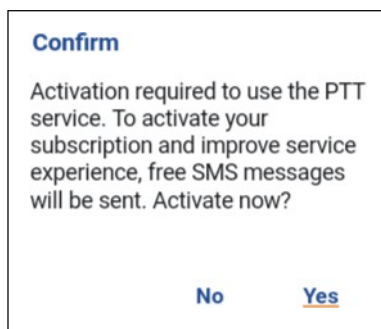 Confirm
Activation required to use the PTT
service. To activate your
subscription and improve service
experience, free SMS messages
will be sent. Activate now?
No Yes